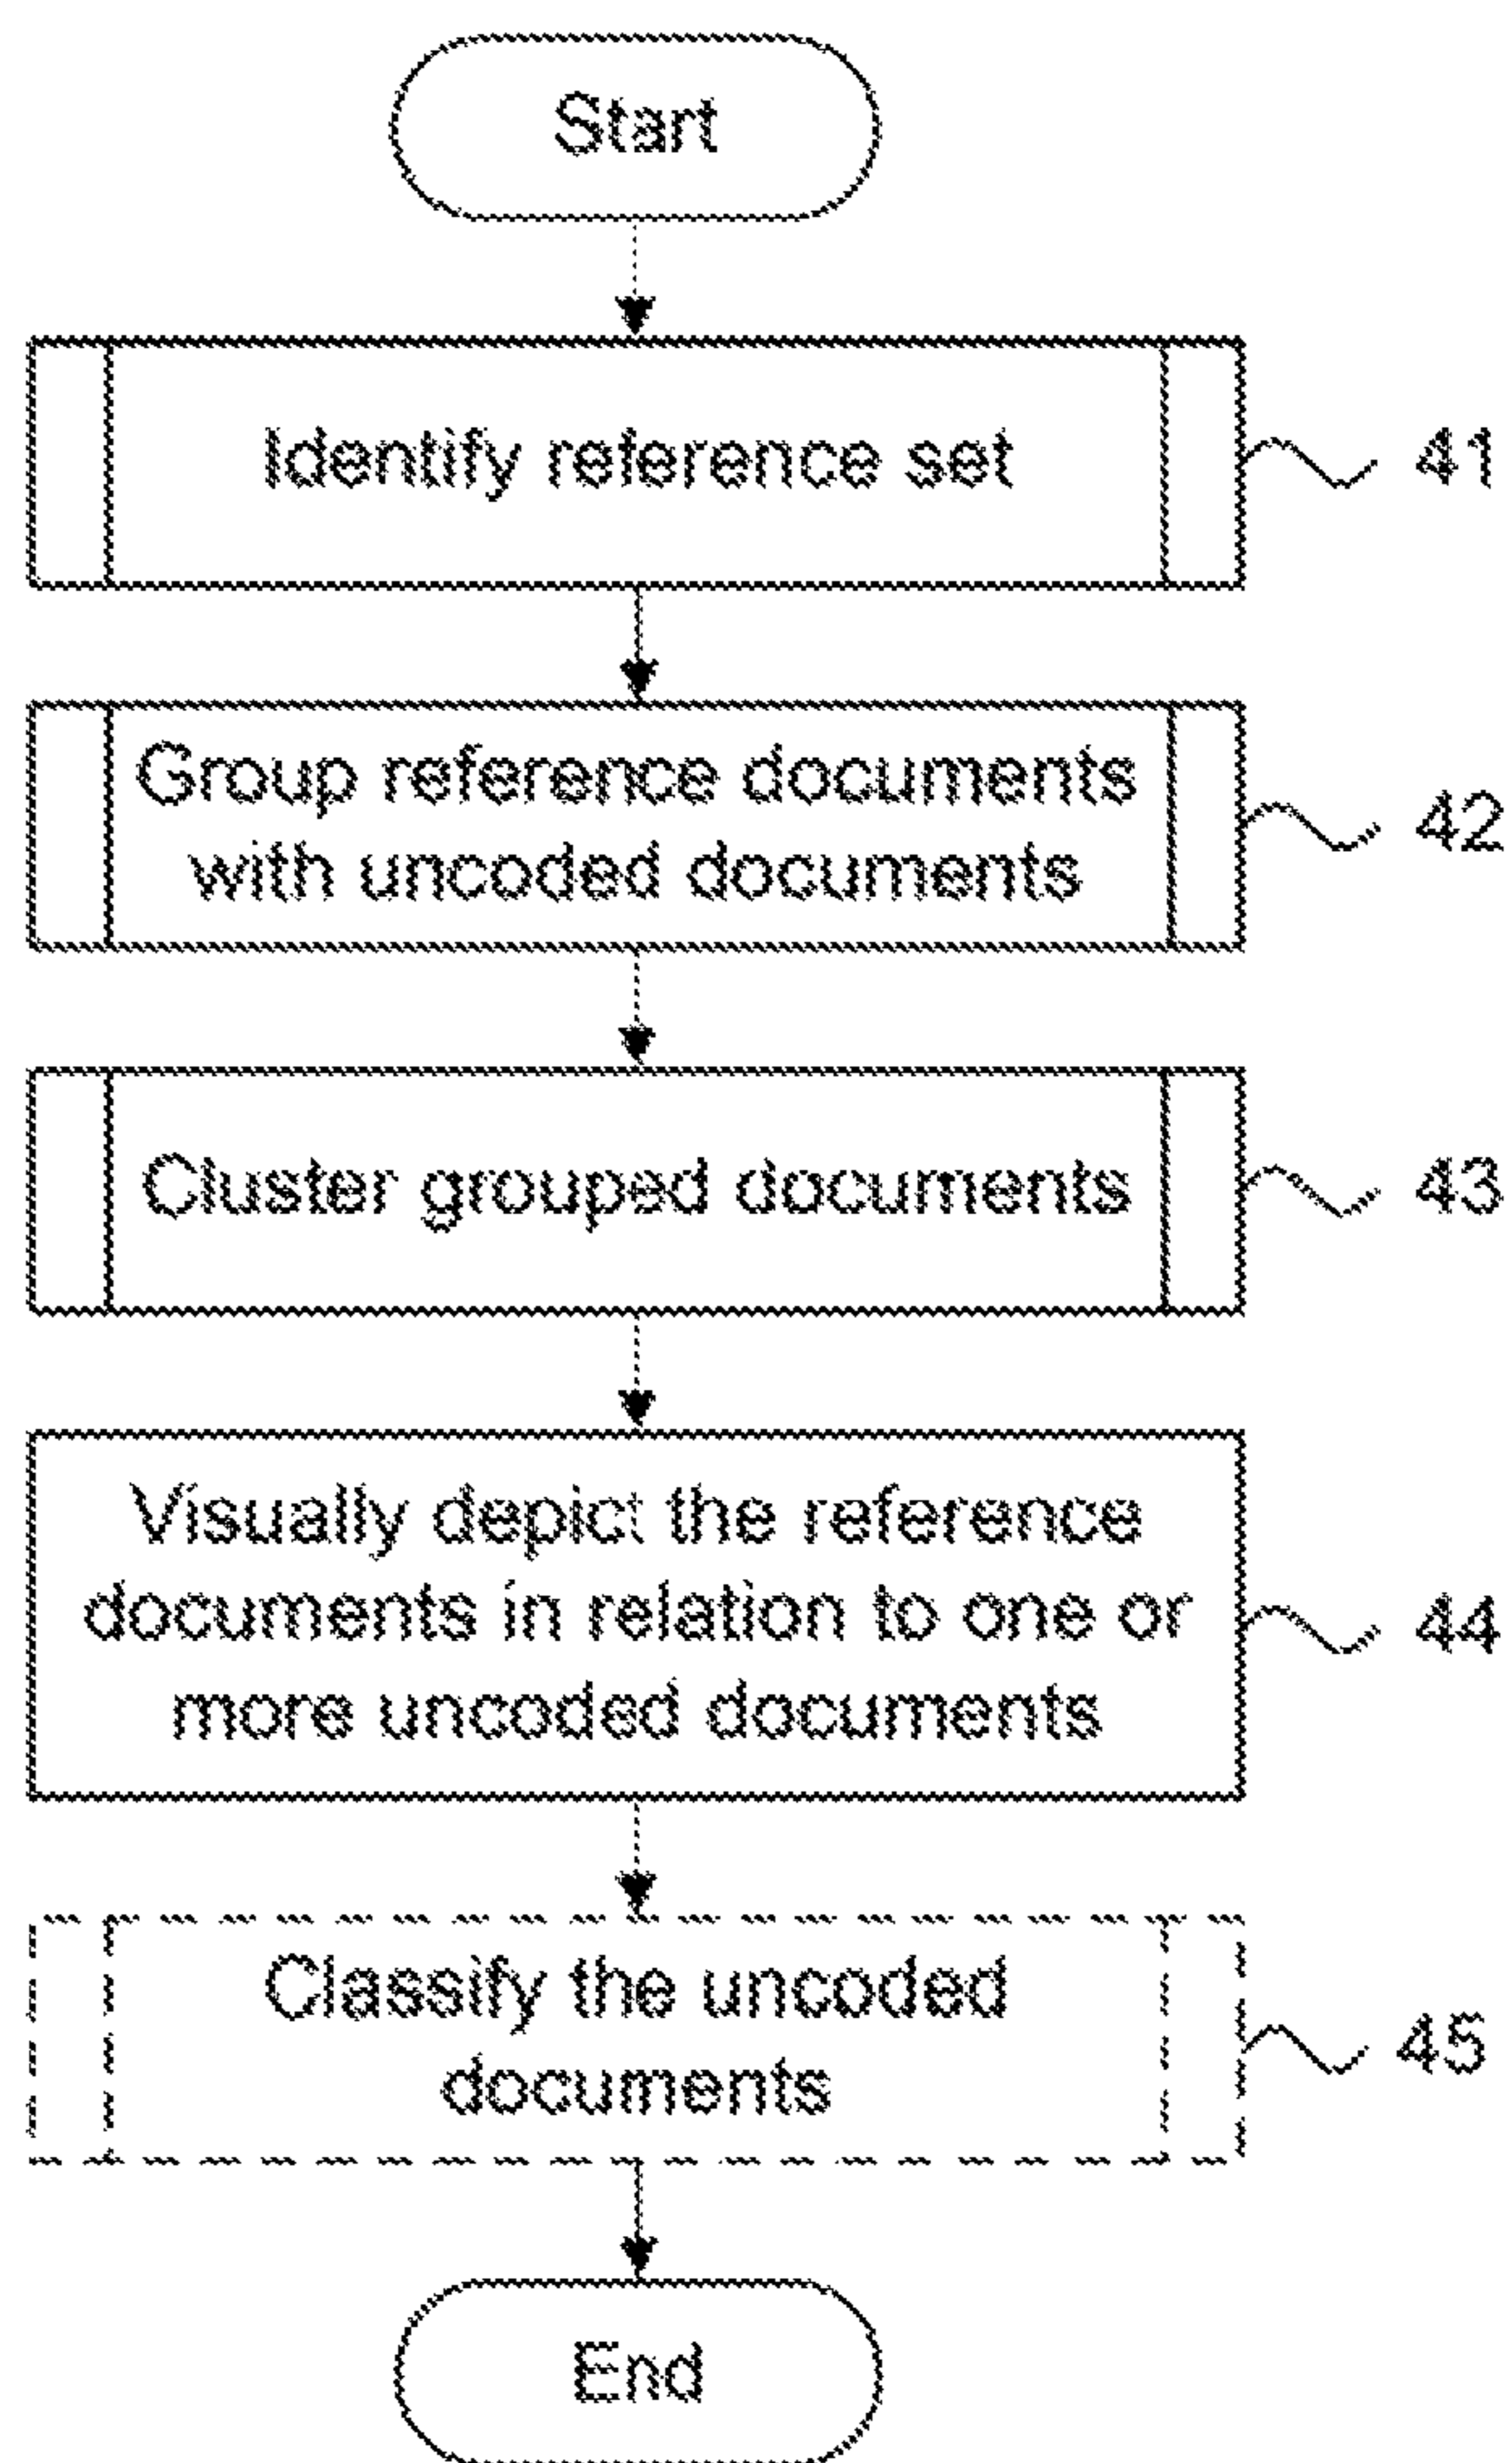 Start
Identify reference set
41
Group reference documents
with uncoded documents
42
Cluster grouped documents
43
Visually depict the reference
documents in relation to one or
more uncoded documents
44
Classify the uncoded
documents
45
End